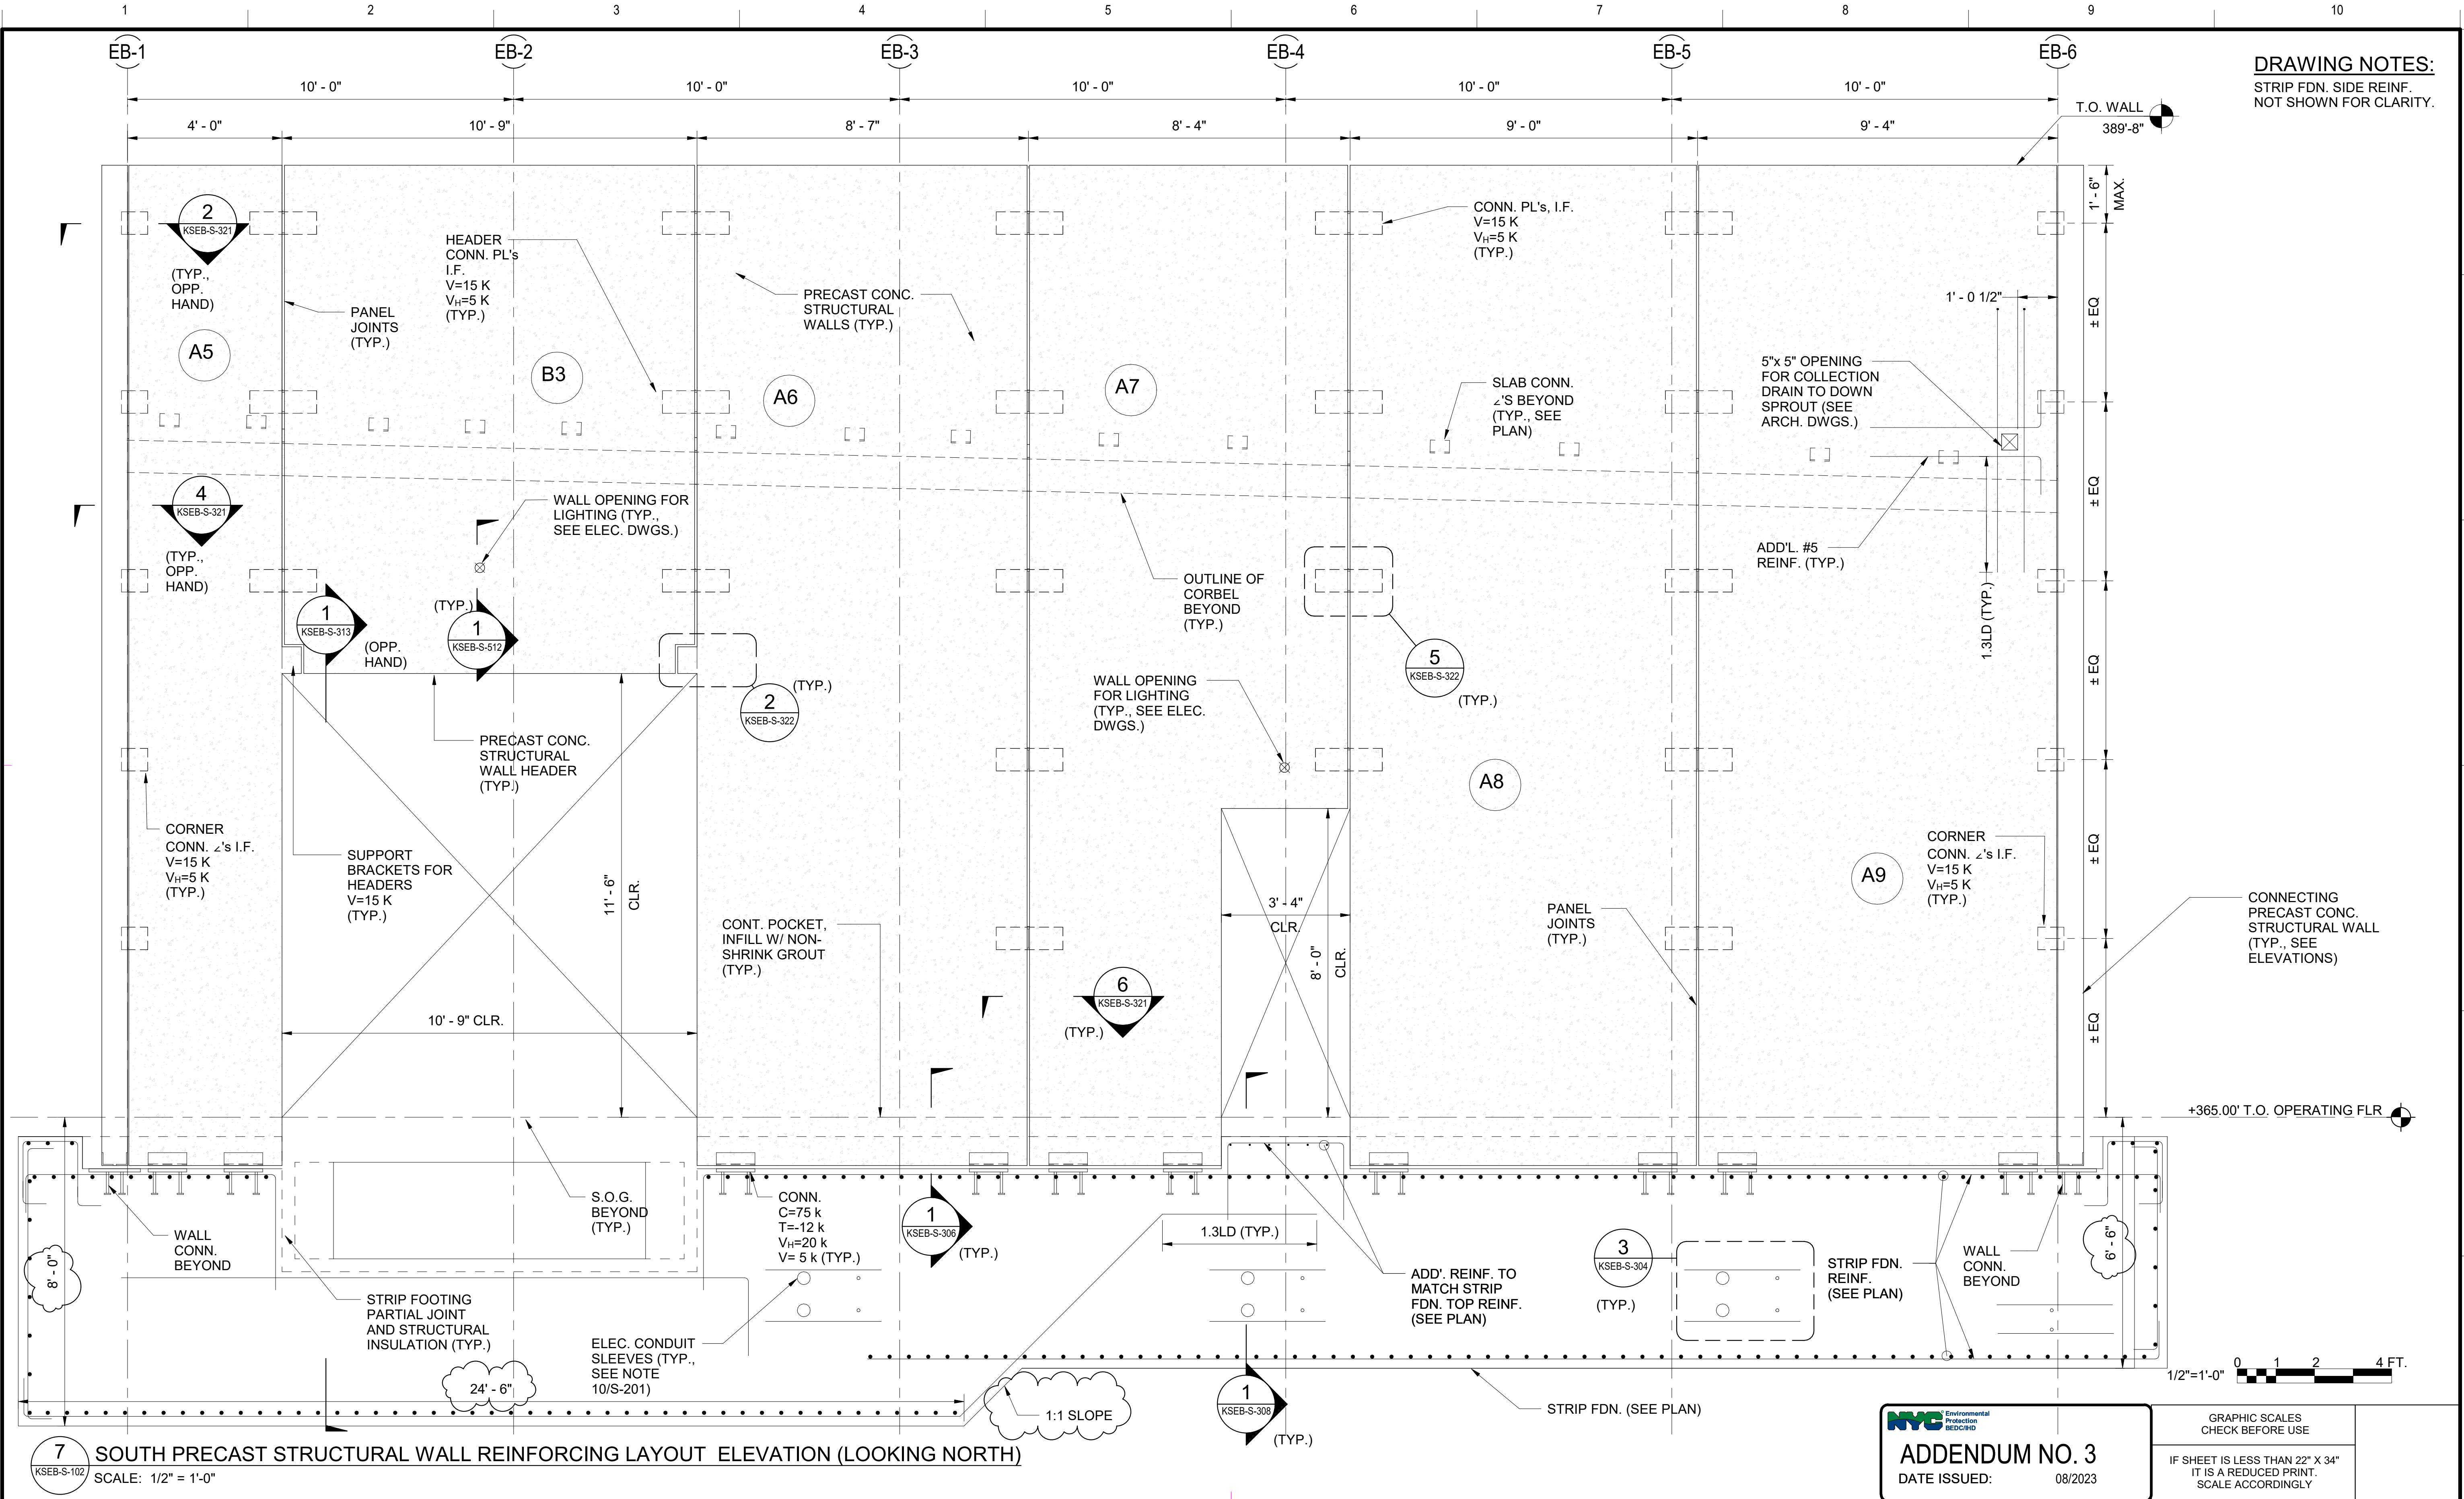 1 2 3 4 5 6 7 8 9 10
EB-1 EB-2 EB-3 EB-4 EB-5 EB-6
10' - 0" 10' - 0" 10' - 0" 10' - 0" 10' - 0"
4' - 0" 10' - 9" 8' - 7" 8' - 4" 9' - 0" 9' - 4"
DRAWING NOTES:
STRIP FDN. SIDE REINF.
NOT SHOWN FOR CLARITY.
T.O. WALL
389'-8"
1' - 6"
MAX.
± EQ
± EQ
± EQ
± EQ
± EQ
2
KSEB-S-321
(TYP.,
OPP.
HAND)
A5
PANEL
JOINTS
(TYP.)
HEADER
CONN. PL's
I.F.
V=15 K
VH=5 K
(TYP.)
B3
PRECAST CONC.
STRUCTURAL
WALLS (TYP.)
A6
A7
CONN. PL's, I.F.
V=15 K
VH=5 K
(TYP.)
SLAB CONN.
∠'S BEYOND
(TYP., SEE
PLAN)
1' - 0 1/2"
5"x 5" OPENING
FOR COLLECTION
DRAIN TO DOWN
SPROUT (SEE
ARCH. DWGS.)
4
KSEB-S-321
(TYP.,
OPP.
HAND)
WALL OPENING FOR
LIGHTING (TYP.,
SEE ELEC. DWGS.)
1
KSEB-S-313
(OPP.
HAND)
(TYP.)
1
KSEB-S-512
2
KSEB-S-322
(TYP.)
OUTLINE OF
CORBEL
BEYOND
(TYP.)
5
KSEB-S-322
(TYP.)
ADD'L. #5
REINF. (TYP.)
1.3LD (TYP.)
PRECAST CONC.
STRUCTURAL
WALL HEADER
(TYP.)
WALL OPENING
FOR LIGHTING
(TYP., SEE ELEC.
DWGS.)
A8
CORNER
CONN. ∠'s I.F.
V=15 K
VH=5 K
(TYP.)
SUPPORT
BRACKETS FOR
HEADERS
V=15 K
(TYP.)
11' - 6"
CLR.
10' - 9" CLR.
CONT. POCKET,
INFILL W/ NON-
SHRINK GROUT
(TYP.)
3' - 4"
CLR.
8' - 0"
CLR.
6
KSEB-S-321
(TYP.)
PANEL
JOINTS
(TYP.)
A9
CORNER
CONN. ∠'s I.F.
V=15 K
VH=5 K
(TYP.)
CONNECTING
PRECAST CONC.
STRUCTURAL WALL
(TYP., SEE
ELEVATIONS)
+365.00' T.O. OPERATING FLR
8' - 0"
WALL
CONN.
BEYOND
S.O.G.
BEYOND
(TYP.)
CONN.
C=75 k
T=-12 k
VH=20 k
V= 5 k (TYP.)
1
KSEB-S-306
(TYP.)
1.3LD (TYP.)
STRIP FOOTING
PARTIAL JOINT
AND STRUCTURAL
INSULATION (TYP.)
ELEC. CONDUIT
SLEEVES (TYP.,
SEE NOTE
10/S-201)
24' - 6"
1:1 SLOPE
ADD'. REINF. TO
MATCH STRIP
FDN. TOP REINF.
(SEE PLAN)
1
KSEB-S-308
(TYP.)
3
KSEB-S-304
(TYP.)
STRIP FDN.
REINF.
(SEE PLAN)
WALL
CONN.
BEYOND
6' - 6"
STRIP FDN. (SEE PLAN)
0 1 2 4 FT.
1/2"=1'-0"
7
KSEB-S-102
SOUTH PRECAST STRUCTURAL WALL REINFORCING LAYOUT ELEVATION (LOOKING NORTH)
SCALE: 1/2" = 1'-0"
NYC Environmental
Protection
BEDC/IHD
ADDENDUM NO. 3
DATE ISSUED: 08/2023
GRAPHIC SCALES
CHECK BEFORE USE
IF SHEET IS LESS THAN 22" X 34"
IT IS A REDUCED PRINT.
SCALE ACCORDINGLY